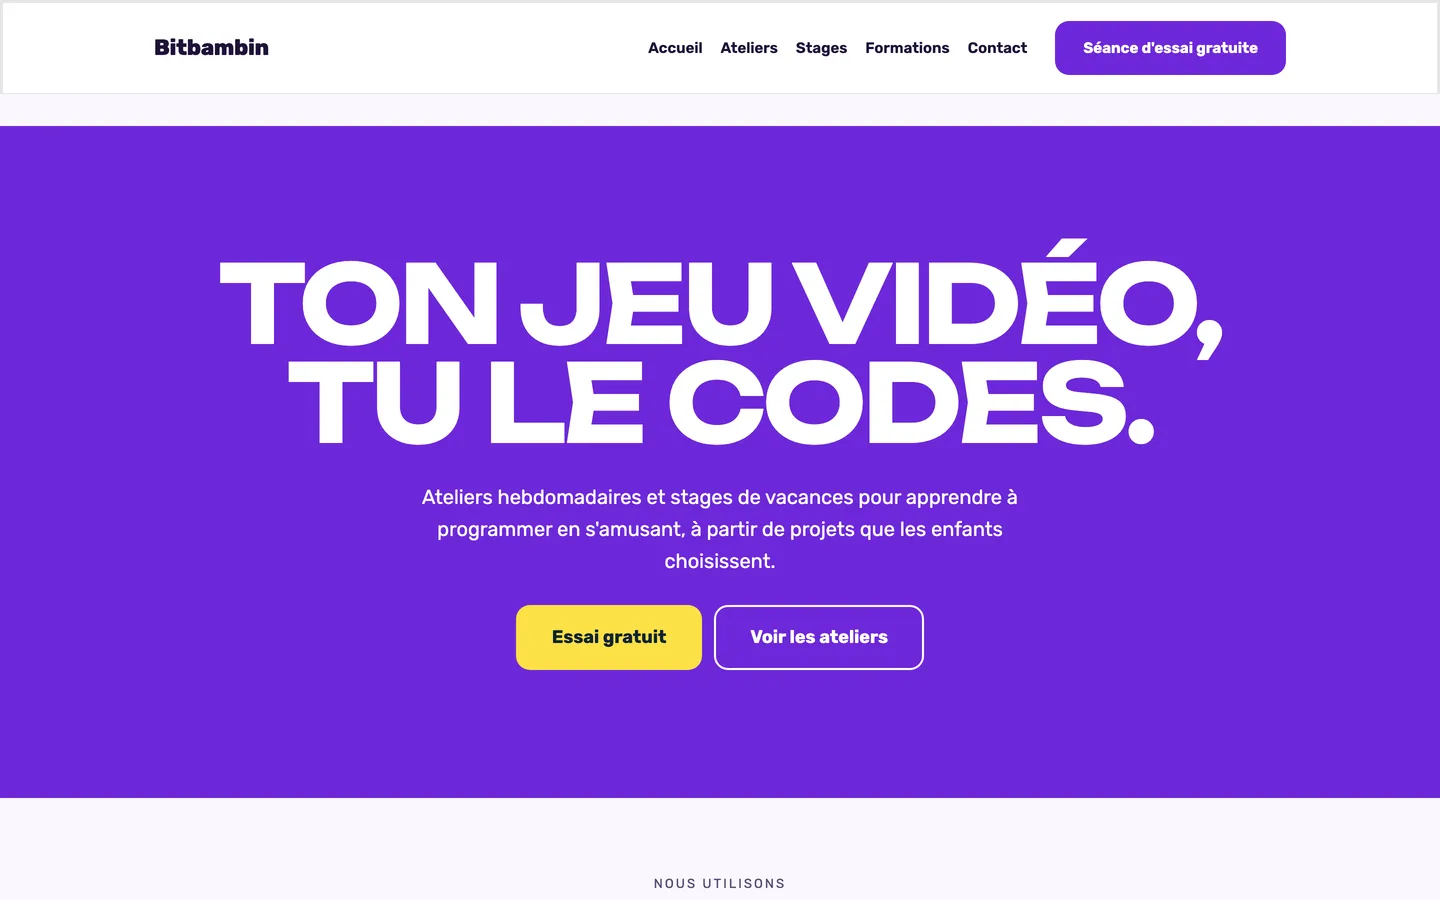 Bitbambin
Accueil Ateliers Stages Formations Contact Séance d'essai gratuite
TON JEU VIDÉO,
TU LE CODES.
Ateliers hebdomadaires et stages de vacances pour apprendre à
programmer en s'amusant, à partir de projets que les enfants
choisissent.
Essai gratuit Voir les ateliers
NOUS UTILISONS